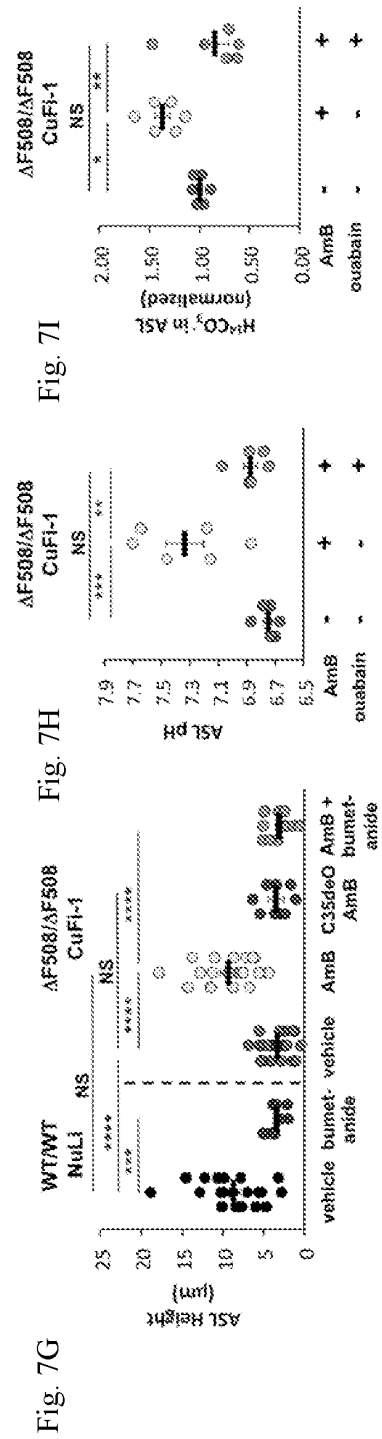 Fig. 7G
WT/WT
NuLi
ΔF508/ΔF508
CuFi-1
NS
****
NS
***
****
****
ASL Height
(μm)
25
20
15
10
5
0
vehicle
bumet-
anide
vehicle
AmB
C35deO
AmB
AmB +
bumet-
anide
Fig. 7H
ΔF508/ΔF508
CuFi-1
NS
***
**
ASL pH
7.9
7.7
7.5
7.3
7.1
6.9
6.7
6.5
AmB - + +
ouabain - - +
Fig. 7I
ΔF508/ΔF508
CuFi-1
NS
*
**
H¹⁴CO₃⁻ in ASL
(normalized)
2.00
1.50
1.00
0.50
0.00
AmB - + +
ouabain - - +